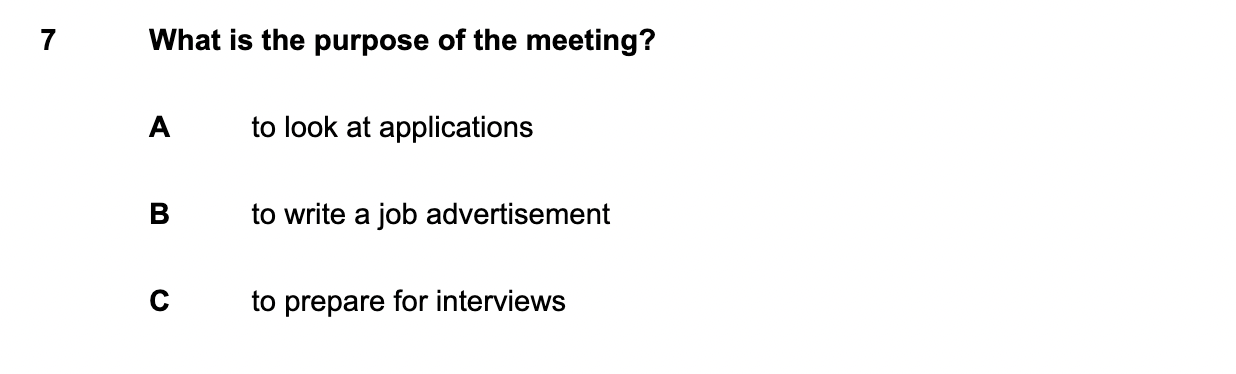 7 What is the purpose of the meeting?
A to look at applications
B to write a job advertisement
C to prepare for interviews